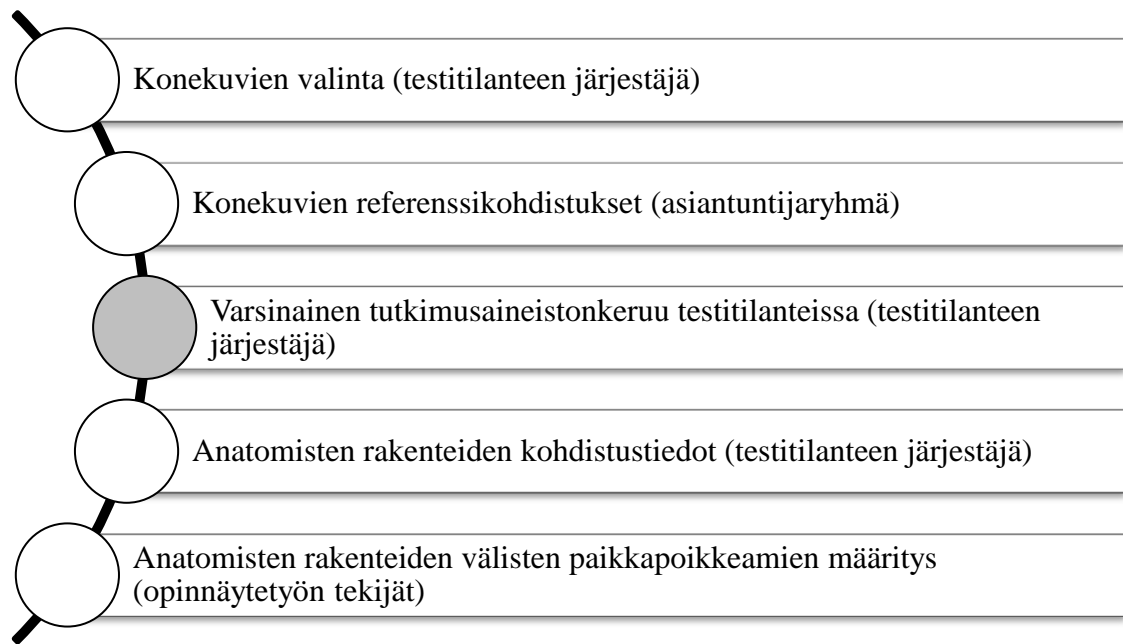 Konekuvien valinta (testitilanteen järjestäjä)
Konekuvien referenssikohdistukset (asiantuntijaryhmä)
Varsinainen tutkimusaineistonkeruu testitilanteissa (testitilanteen
järjestäjä)
Anatomisten rakenteiden kohdistustiedot (testitilanteen järjestäjä)
Anatomisten rakenteiden välisten paikkapoikkeamien määritys
(opinnäytetyön tekijät)